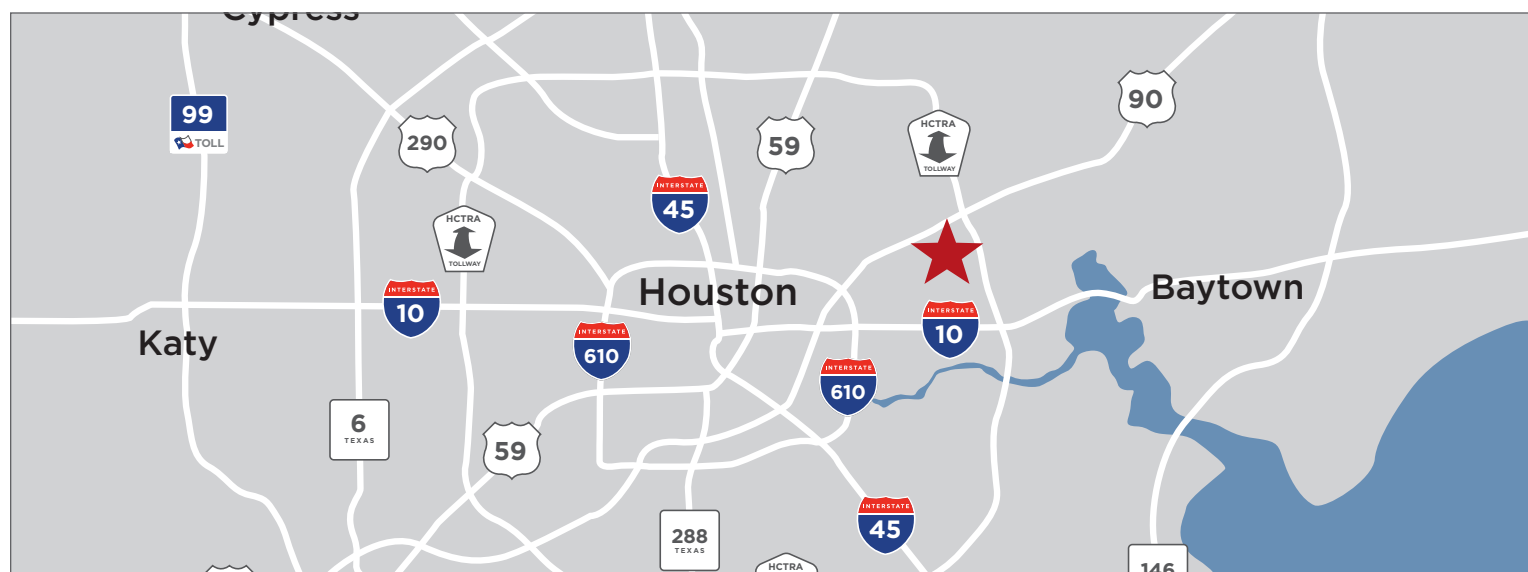 Cypress
99
TOLL
290
59
HCTRA
TOLLWAY
90
INTERSTATE
45
HCTRA
TOLLWAY
Houston
Baytown
INTERSTATE
10
INTERSTATE
10
Katy
INTERSTATE
610
INTERSTATE
610
6
TEXAS
59
INTERSTATE
45
288
TEXAS
HCTRA
146